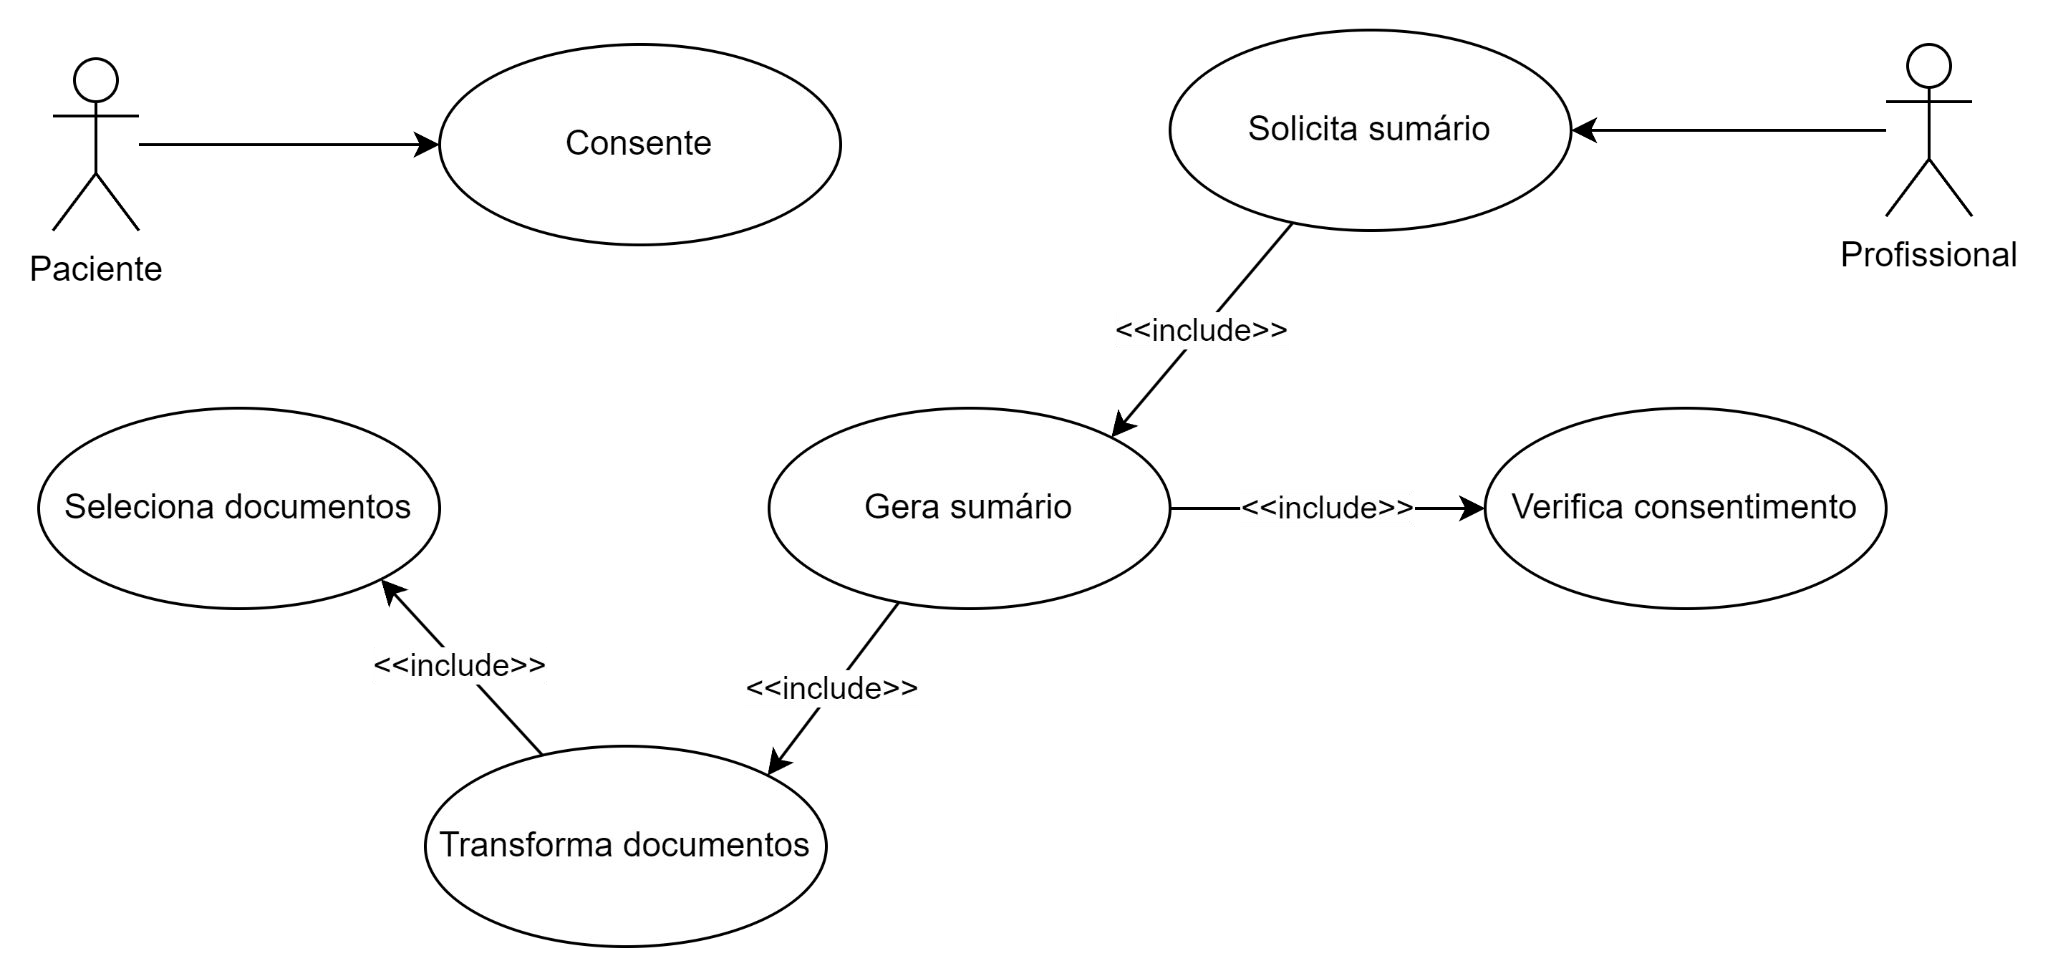 Consente
Solicita sumário
Paciente
Profissional
<<include>>
Seleciona documentos
Gera sumário
<<include>>
Verifica consentimento
<<include>>
<<include>>
Transforma documentos